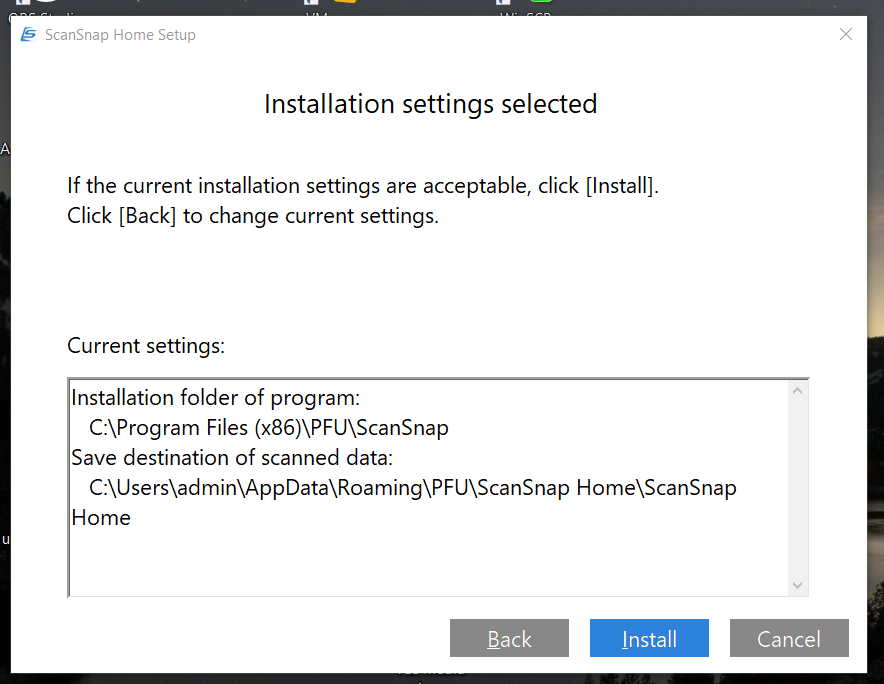 ScanSnap Home Setup
Installation settings selected
If the current installation settings are acceptable, click [Install].
Click [Back] to change current settings.
Current settings:
Installation folder of program:
C:\Program Files (x86)\PFU\ScanSnap
Save destination of scanned data:
C:\Users\admin\AppData\Roaming\PFU\ScanSnap Home\ScanSnap
Home
Back
Install
Cancel